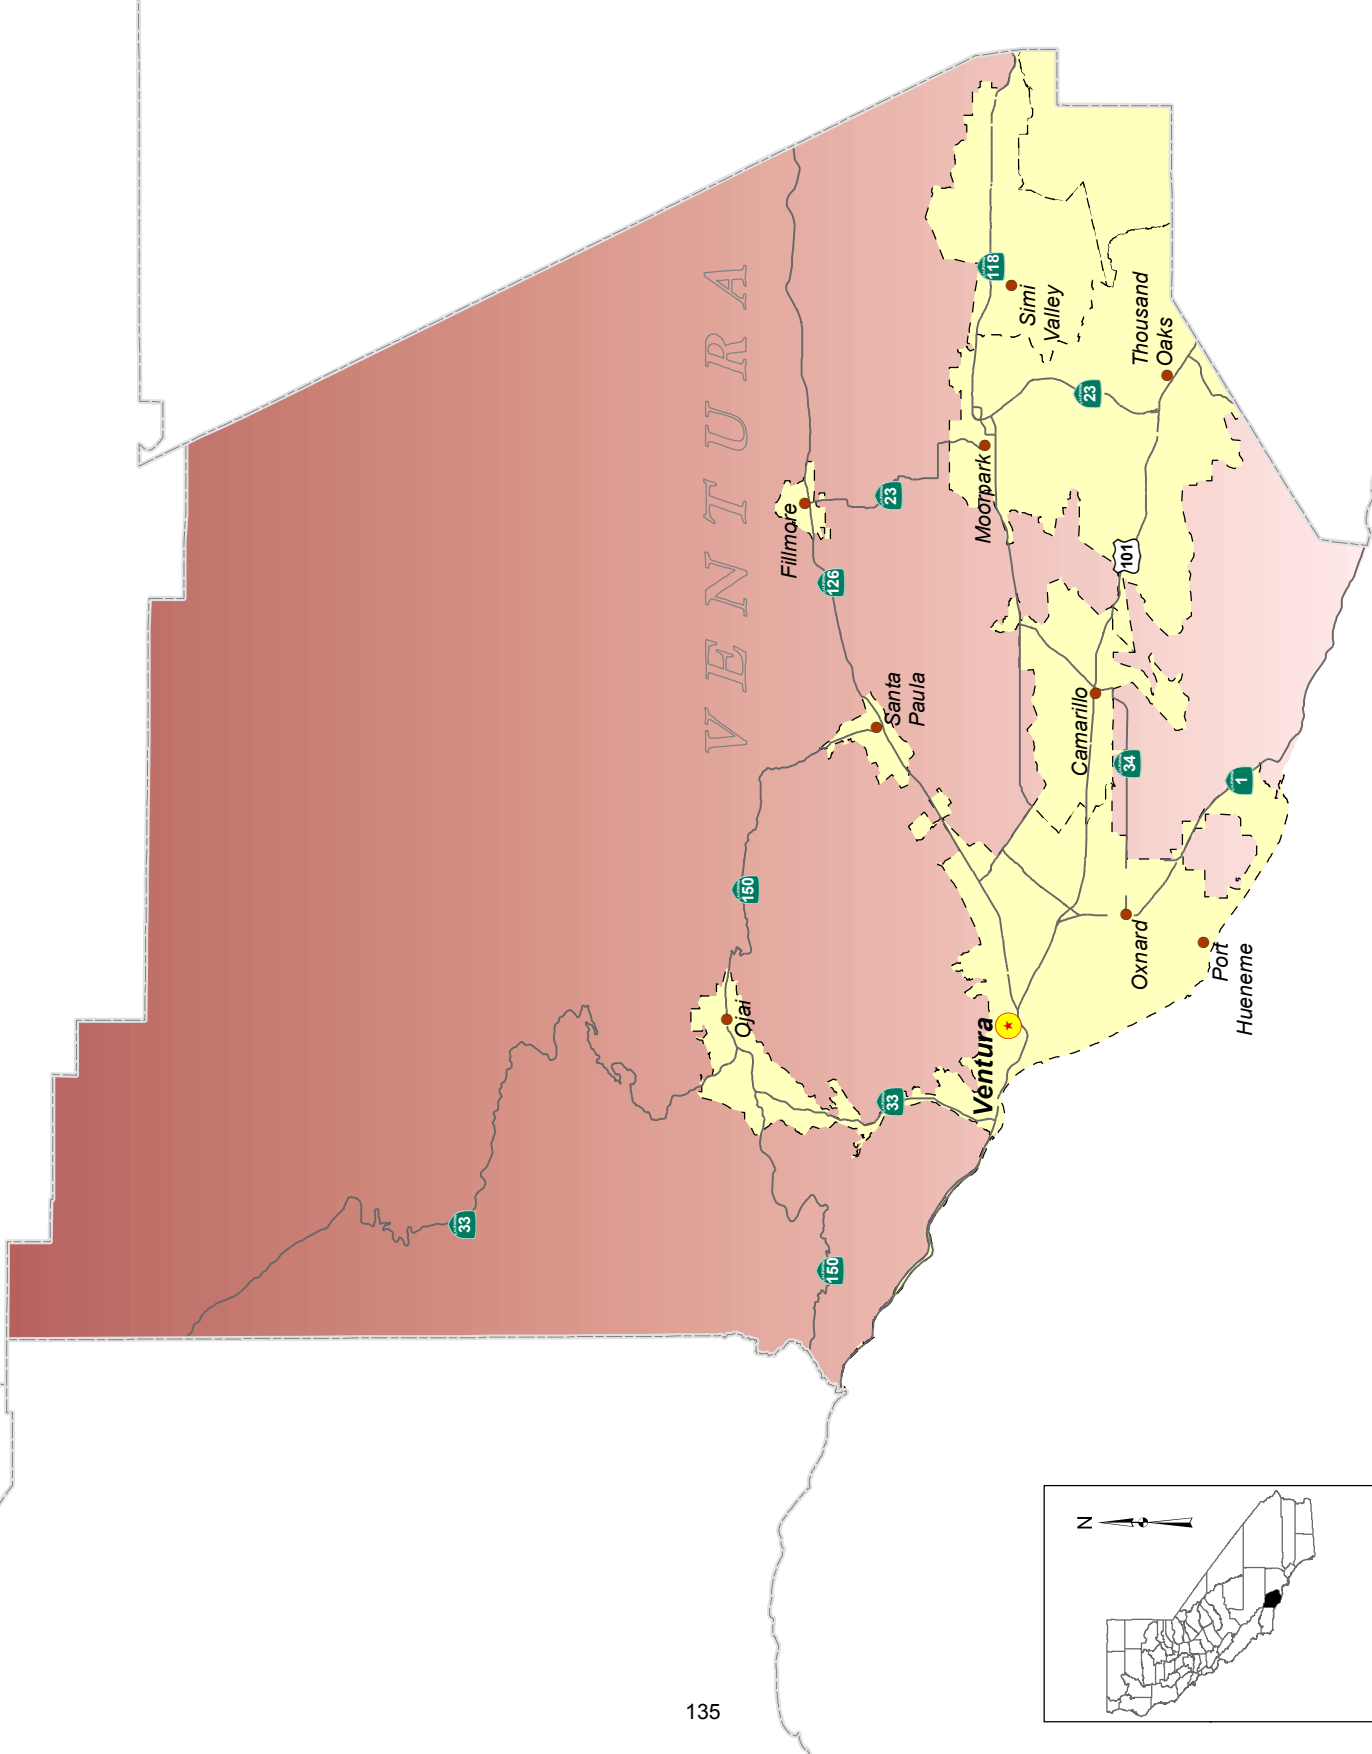 VENTURA
118
Simi
Valley
Thousand
Oaks
23
Moorpark
23
Fillmore
126
101
Santa
Paula
Camarillo
34
1
150
Oxnard
Port
Hueneme
Ojai
Ventura
33
33
150
N
135